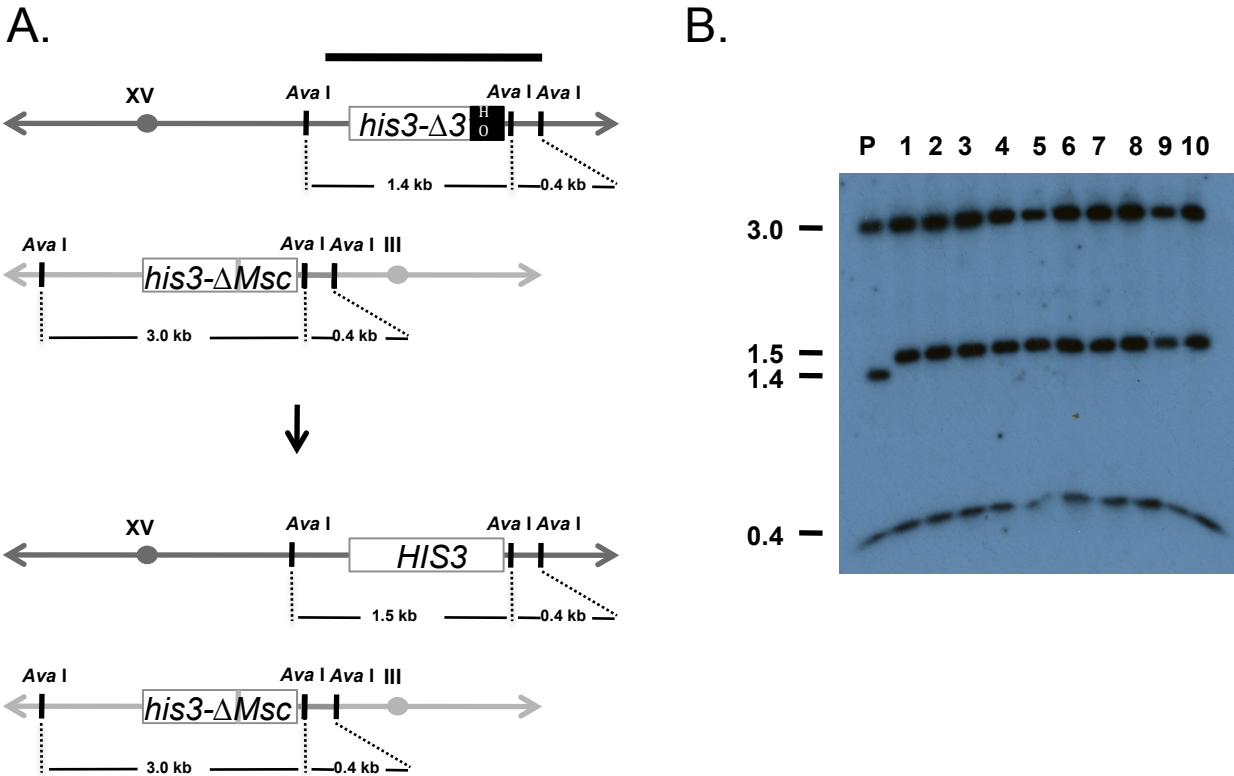 A.
XV
Ava I
Ava I
Ava I
his3-Δ3'
H
O
1.4 kb
0.4 kb
Ava I
Ava I
Ava I
III
his3-ΔMsc
3.0 kb
0.4 kb
XV
Ava I
Ava I
Ava I
HIS3
1.5 kb
0.4 kb
Ava I
Ava I
Ava I
III
his3-ΔMsc
3.0 kb
0.4 kb
B.
P 1 2 3 4 5 6 7 8 9 10
3.0
1.5
1.4
0.4